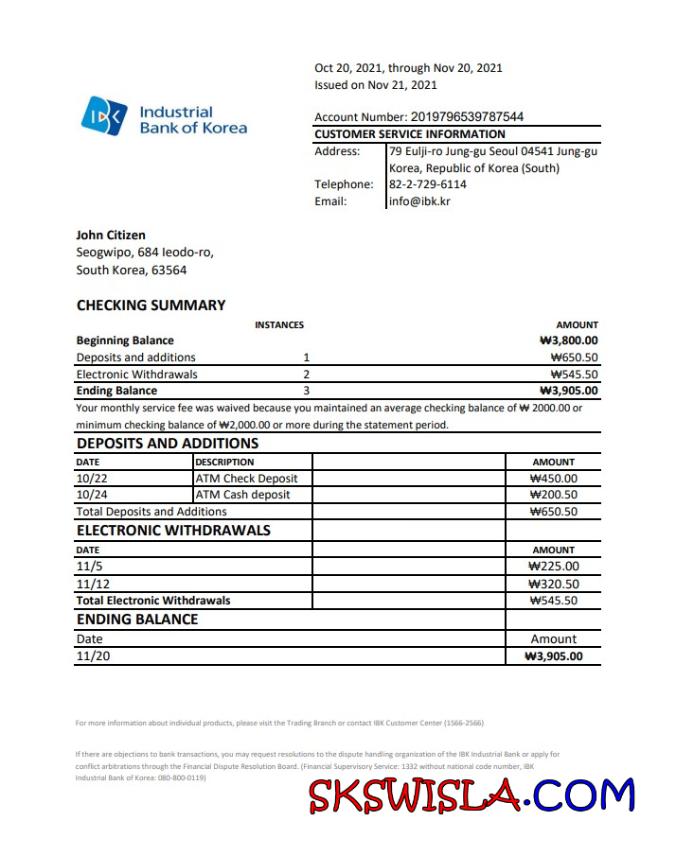 Oct 20, 2021, through Nov 20, 2021
Issued on Nov 21, 2021
IBK
Industrial
Bank of Korea
Account Number: 2019796539787544
CUSTOMER SERVICE INFORMATION
Address: 79 Eulji-ro Jung-gu Seoul 04541 Jung-gu
Korea, Republic of Korea (South)
Telephone: 82-2-729-6114
Email: info@ibk.kr
John Citizen
Seogwipo, 684 Ieodo-ro,
South Korea, 63564
CHECKING SUMMARY
INSTANCES AMOUNT
Beginning Balance ₩3,800.00
Deposits and additions 1 ₩650.50
Electronic Withdrawals 2 ₩545.50
Ending Balance 3 ₩3,905.00
Your monthly service fee was waived because you maintained an average checking balance of ₩ 2000.00 or
minimum checking balance of ₩2,000.00 or more during the statement period.
DEPOSITS AND ADDITIONS
DATE DESCRIPTION AMOUNT
10/22 ATM Check Deposit ₩450.00
10/24 ATM Cash deposit ₩200.50
Total Deposits and Additions ₩650.50
ELECTRONIC WITHDRAWALS
DATE AMOUNT
11/5 ₩225.00
11/12 ₩320.50
Total Electronic Withdrawals ₩545.50
ENDING BALANCE
Date Amount
11/20 ₩3,905.00
For more information about individual products, please visit the Trading Branch or contact IBK Customer Center (1566-2566)
If there are objections to bank transactions, you may request resolutions to the dispute handling organization of the IBK Industrial Bank or apply for
conflict arbitrations through the Financial Dispute Resolution Board. (Financial Supervisory Service: 1332 without national code number, IBK
Industrial Bank of Korea: 080-800-0119)
SKSWISLA.COM